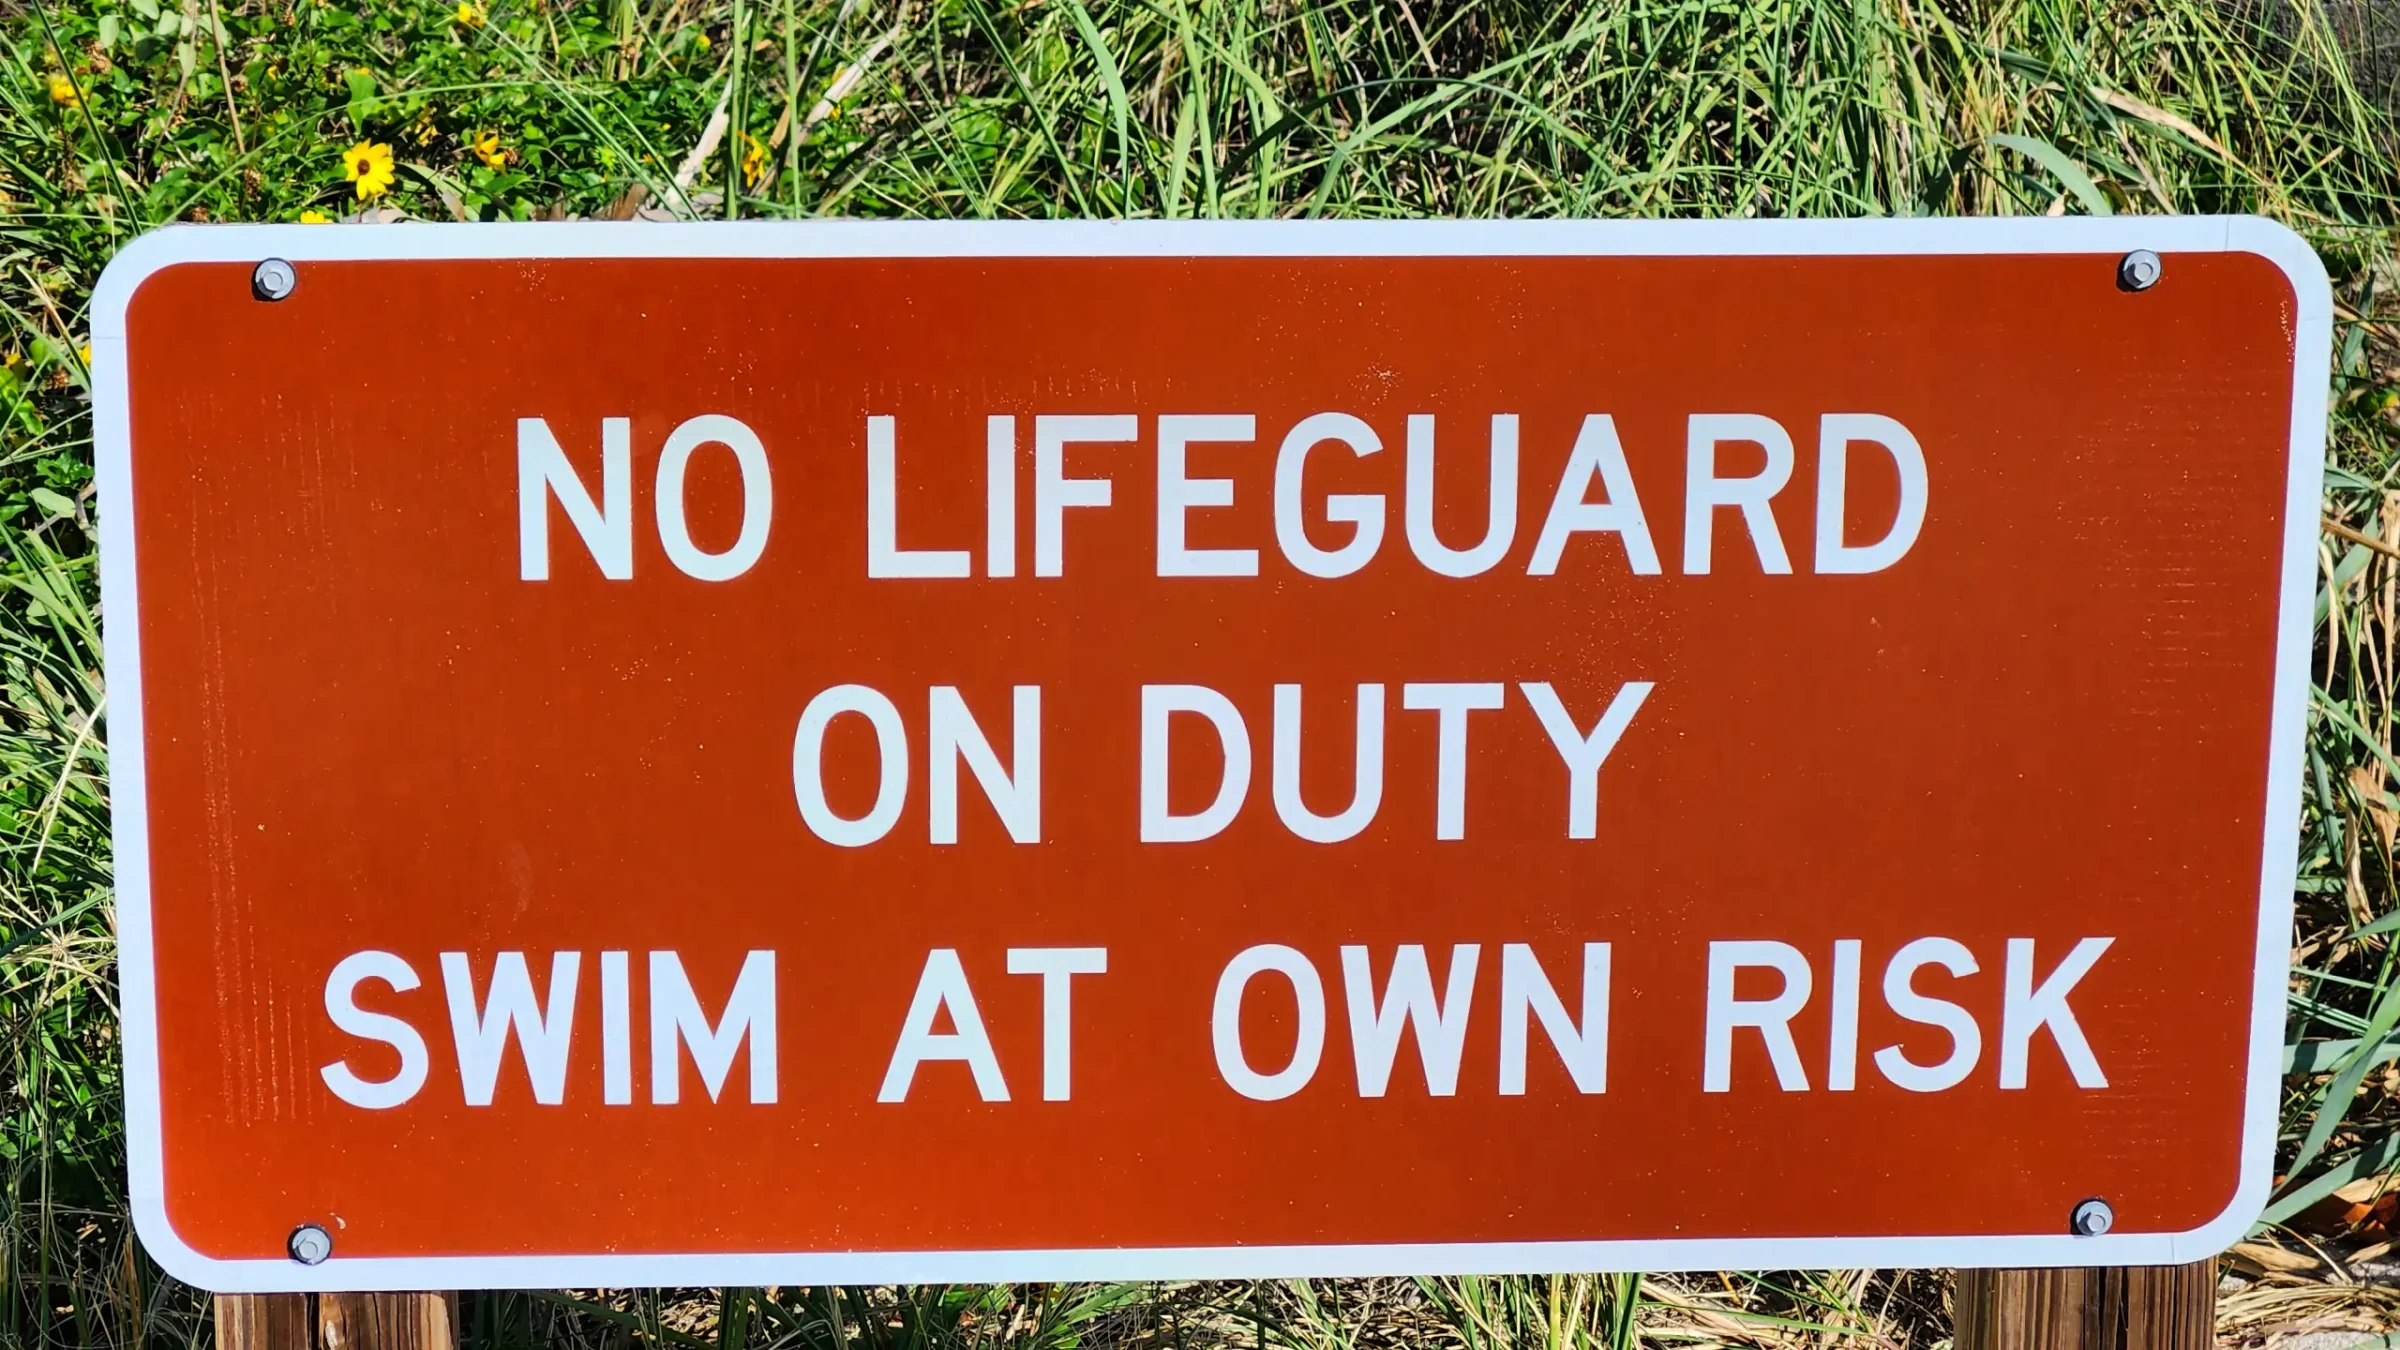 NO LIFEGUARD
ON DUTY
SWIM AT OWN RISK